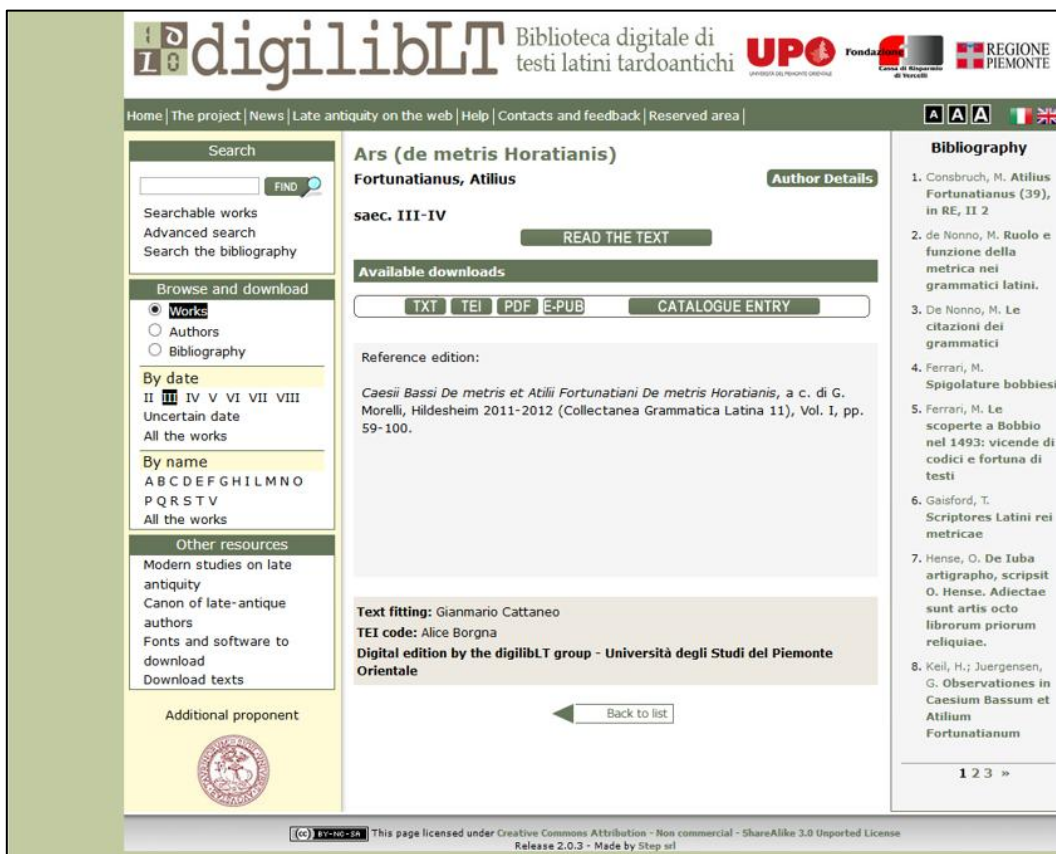 digilibLT
Biblioteca digitale di
testi latini tardoantichi
UPO
UNIVERSITÀ DEL PIEMONTE ORIENTALE
Fondazione
Cassa di Risparmio
di Vercelli
REGIONE
PIEMONTE
Home | The project | News | Late antiquity on the web | Help | Contacts and feedback | Reserved area |
A A A
Search
FIND
Searchable works
Advanced search
Search the bibliography
Browse and download
Works
Authors
Bibliography
By date
II III IV V VI VII VIII
Uncertain date
All the works
By name
A B C D E F G H I L M N O
P Q R S T V
All the works
Other resources
Modern studies on late
antiquity
Canon of late-antique
authors
Fonts and software to
download
Download texts
Additional proponent
Ars (de metris Horatianis)
Fortunatianus, Atilius
Author Details
saec. III-IV
READ THE TEXT
Available downloads
TXT TEI PDF E-PUB CATALOGUE ENTRY
Reference edition:
Caesii Bassi De metris et Atilii Fortunatiani De metris Horatianis, a c. di G.
Morelli, Hildesheim 2011-2012 (Collectanea Grammatica Latina 11), Vol. I, pp.
59-100.
Text fitting: Gianmario Cattaneo
TEI code: Alice Borgna
Digital edition by the digilibLT group - Università degli Studi del Piemonte
Orientale
Back to list
Bibliography
1. Consbruch, M. Atilius
Fortunatianus (39),
in RE, II 2
2. de Nonno, M. Ruolo e
funzione della
metrica nei
grammatici latini.
3. De Nonno, M. Le
citazioni dei
grammatici
4. Ferrari, M.
Spigolature bobbiesi
5. Ferrari, M. Le
scoperte a Bobbio
nel 1493: vicende di
codici e fortuna di
testi
6. Gaisford, T.
Scriptores Latini rei
metricae
7. Hense, O. De Iuba
artigrapho, scripsit
O. Hense. Adiectae
sunt artis octo
librorum priorum
reliquiae.
8. Keil, H.; Juergensen,
G. Observationes in
Caesium Bassum et
Atilium
Fortunatianum
1 2 3 »
(cc) BY-NC-SA This page licensed under Creative Commons Attribution - Non commercial - ShareAlike 3.0 Unported License
Release 2.0.3 - Made by Step srl